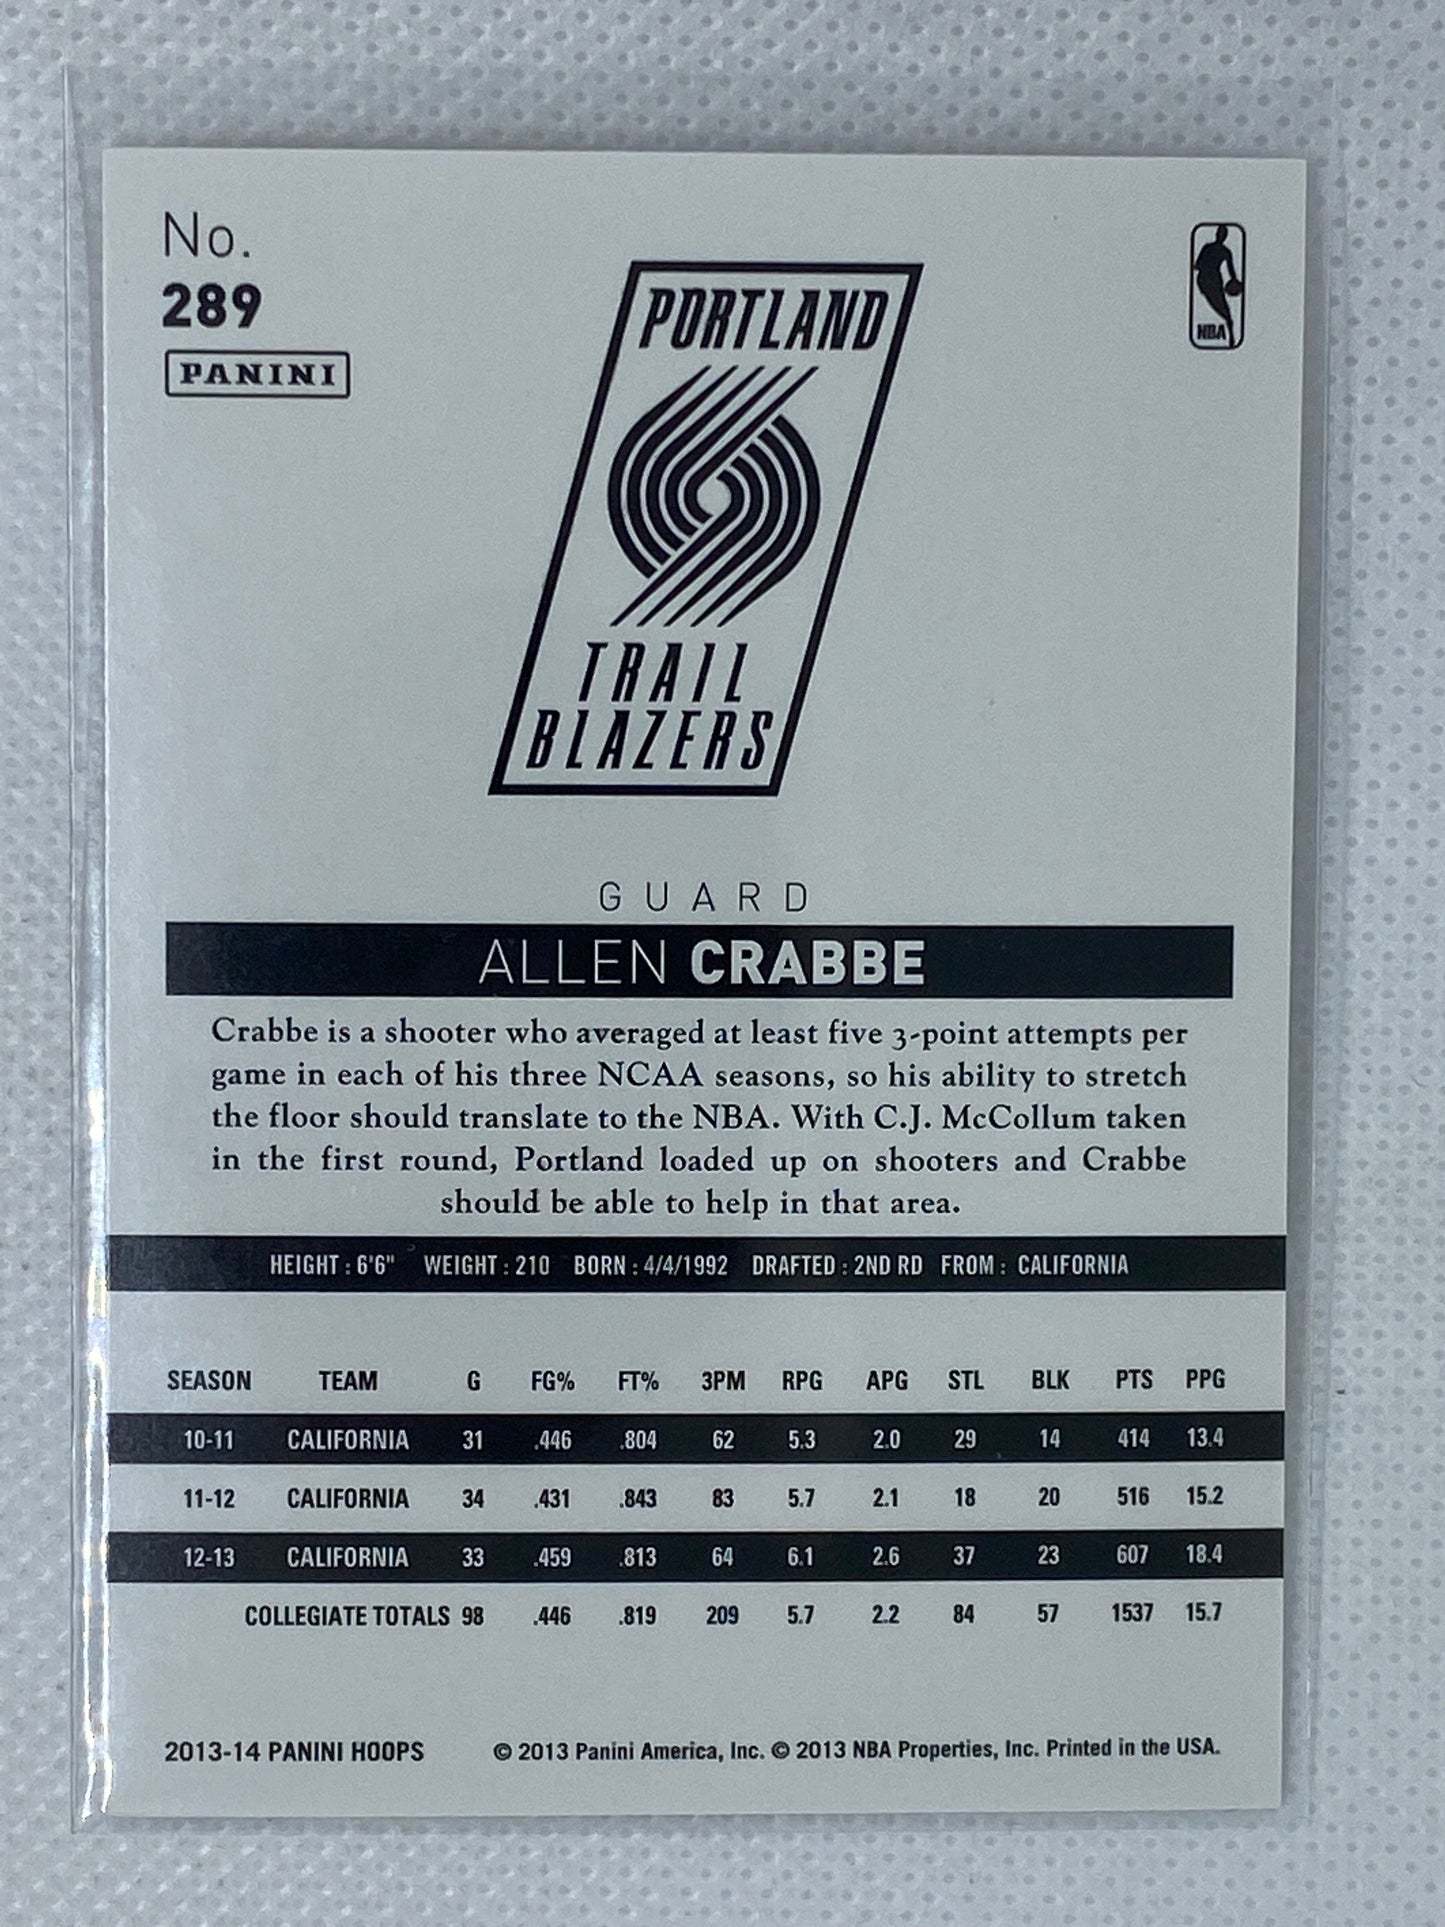 No.
289
PANINI
NBA
PORTLAND
TRAIL
BLAZERS
GUARD
ALLEN CRABBE
Crabbe is a shooter who averaged at least five 3-point attempts per
game in each of his three NCAA seasons, so his ability to stretch
the floor should translate to the NBA. With C.J. McCollum taken
in the first round, Portland loaded up on shooters and Crabbe
should be able to help in that area.
HEIGHT : 6'6" WEIGHT : 210 BORN : 4/4/1992 DRAFTED : 2ND RD FROM : CALIFORNIA
SEASON TEAM G FG% FT% 3PM RPG APG STL BLK PTS PPG
10-11 CALIFORNIA 31 .446 .804 62 5.3 2.0 29 14 414 13.4
11-12 CALIFORNIA 34 .431 .843 83 5.7 2.1 18 20 516 15.2
12-13 CALIFORNIA 33 .459 .813 64 6.1 2.6 37 23 607 18.4
COLLEGIATE TOTALS 98 .446 .819 209 5.7 2.2 84 57 1537 15.7
2013-14 PANINI HOOPS © 2013 Panini America, Inc. © 2013 NBA Properties, Inc. Printed in the USA.